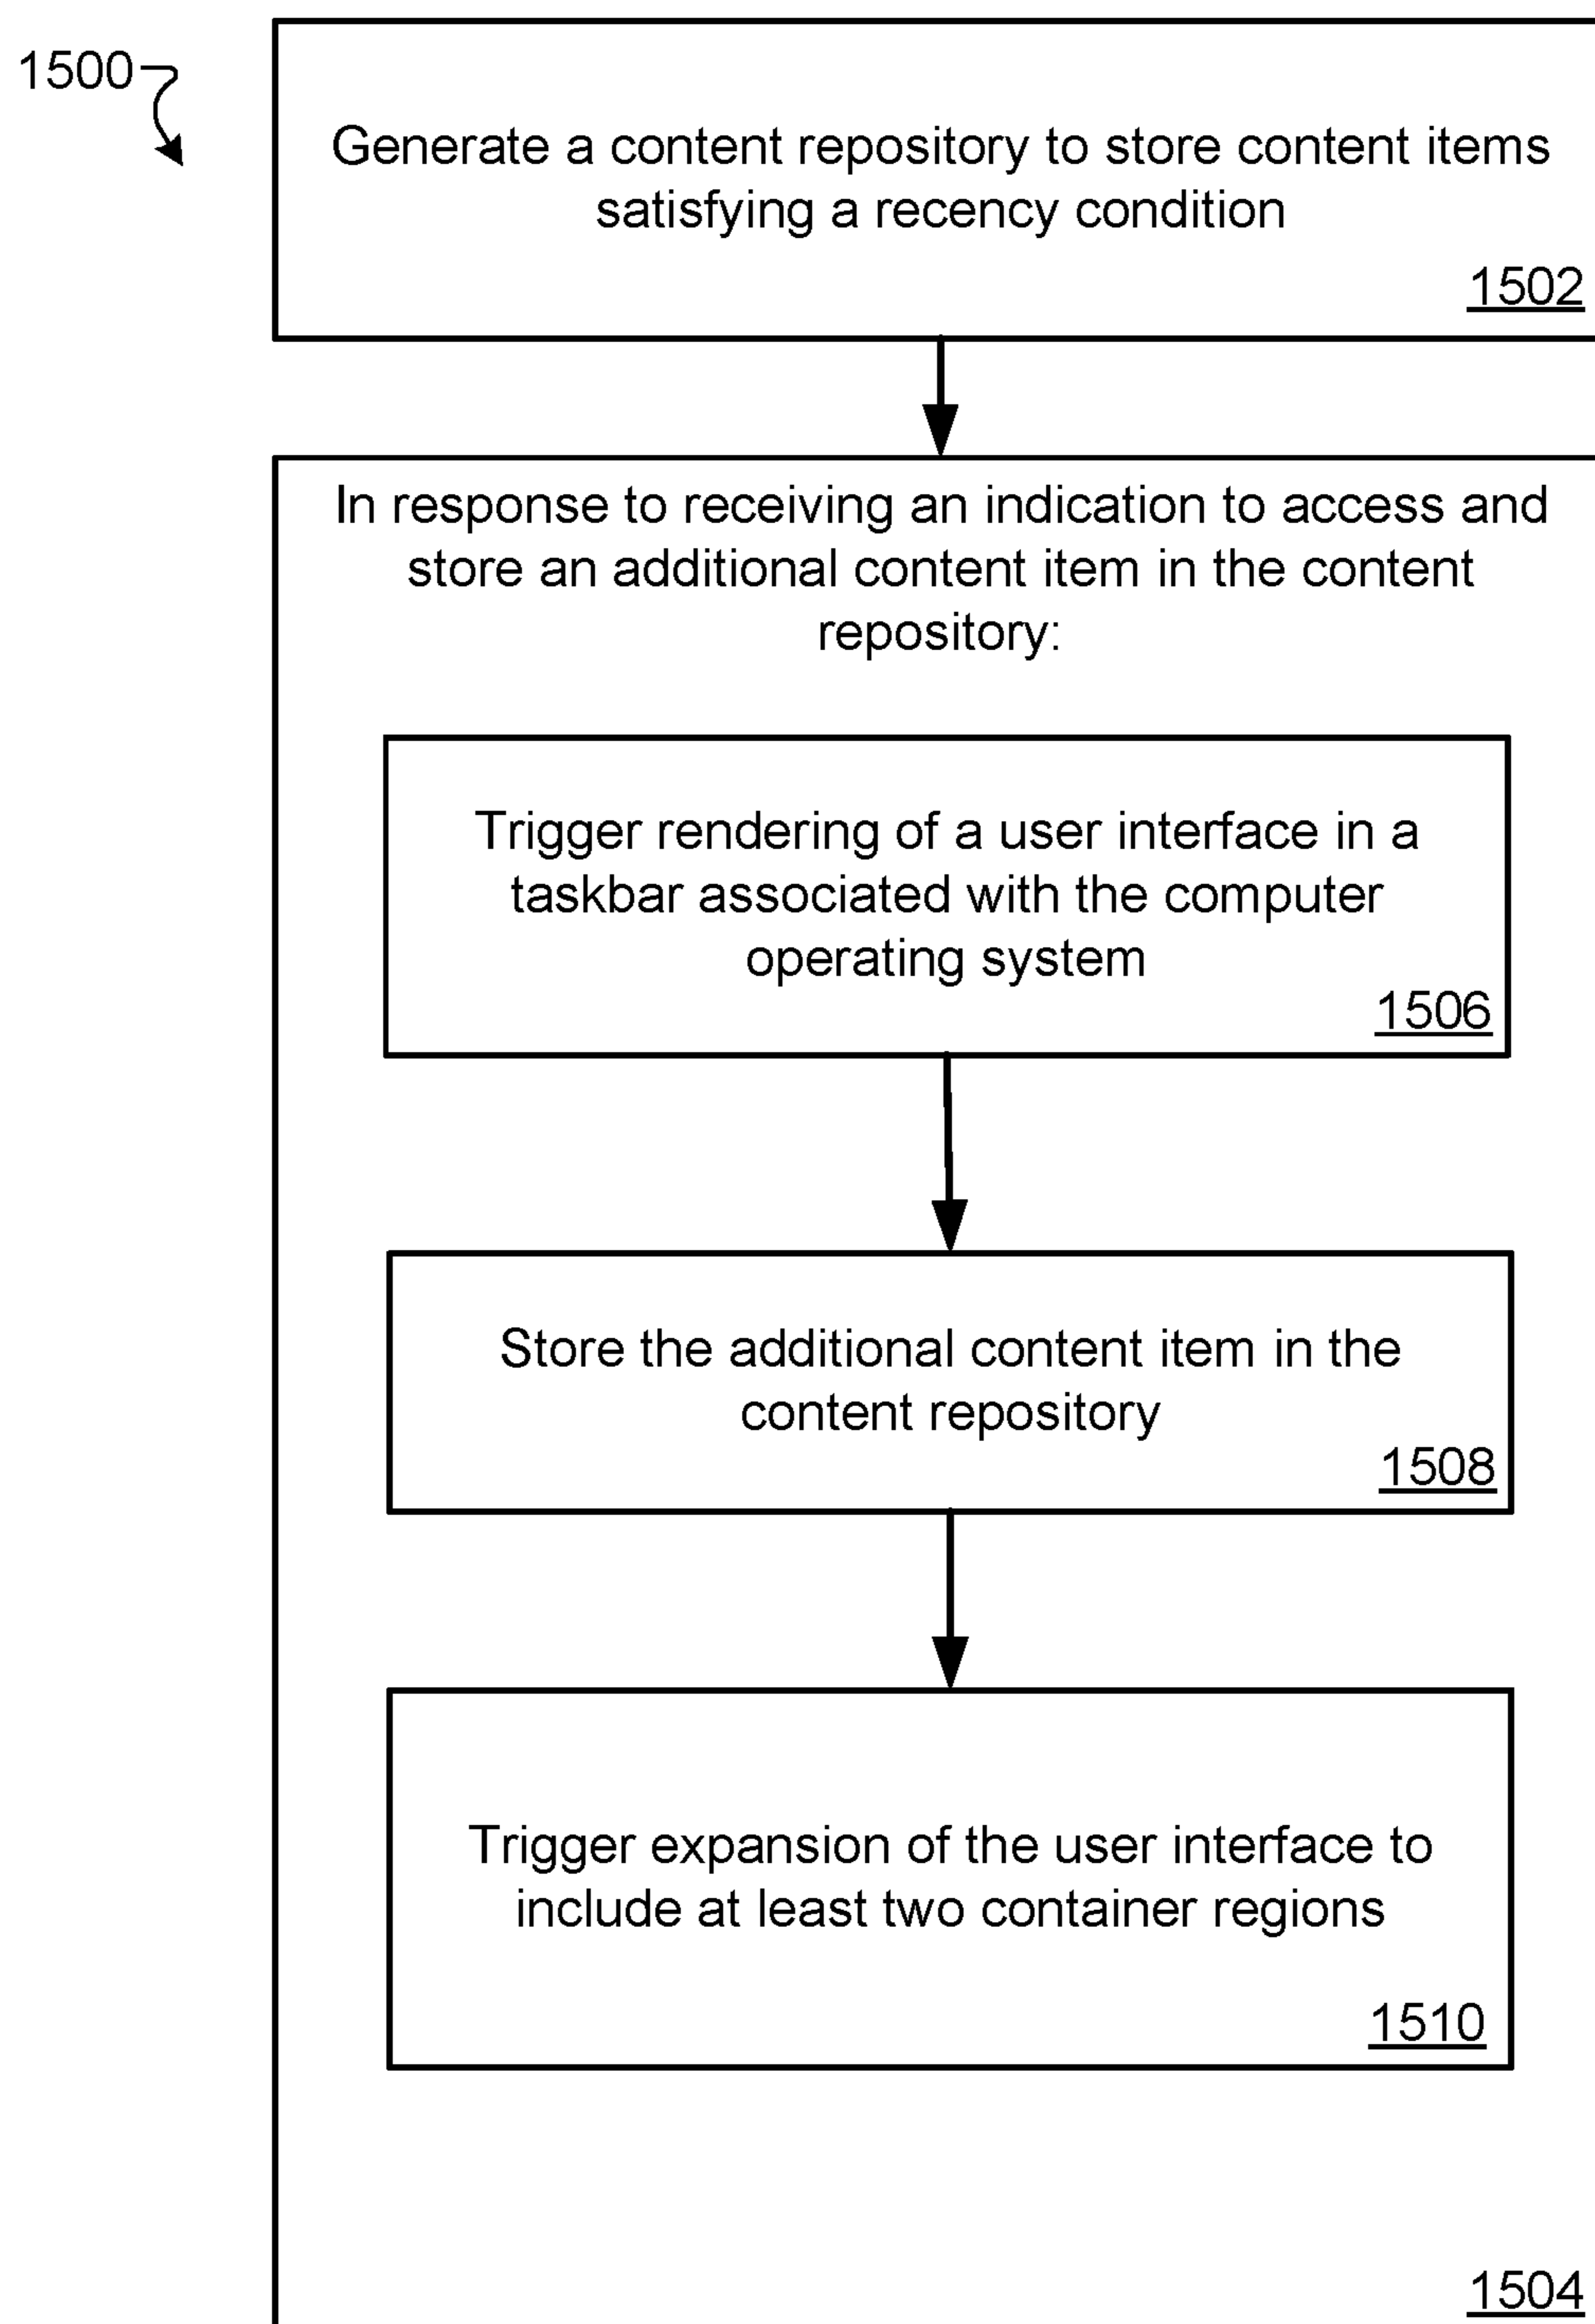 1500
Generate a content repository to store content items
satisfying a recency condition
1502
In response to receiving an indication to access and
store an additional content item in the content
repository:
Trigger rendering of a user interface in a
taskbar associated with the computer
operating system
1506
Store the additional content item in the
content repository
1508
Trigger expansion of the user interface to
include at least two container regions
1510
1504